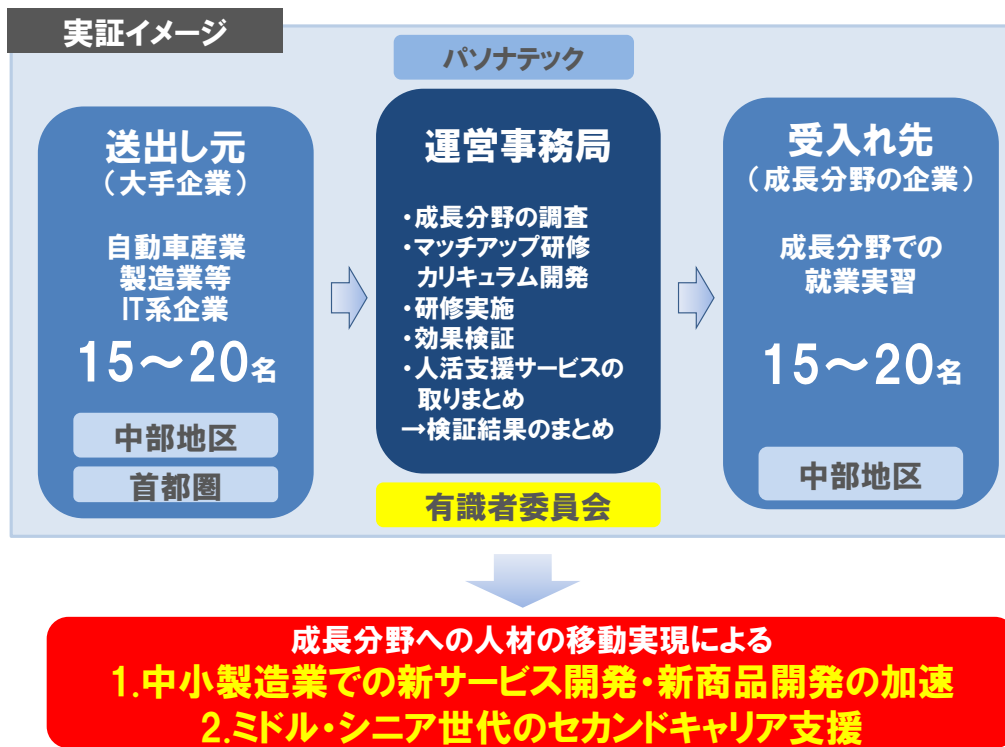 実証イメージ
パソナテック
送出し元
（大手企業）
自動車産業
製造業等
IT系企業
15～20名
中部地区
首都圏
運営事務局
・成長分野の調査
・マッチアップ研修
カリキュラム開発
・研修実施
・効果検証
・人活支援サービスの
取りまとめ
→検証結果のまとめ
有識者委員会
受入れ先
（成長分野の企業）
成長分野での
就業実習
15～20名
中部地区
成長分野への人材の移動実現による
1.中小製造業での新サービス開発・新商品開発の加速
2.ミドル・シニア世代のセカンドキャリア支援